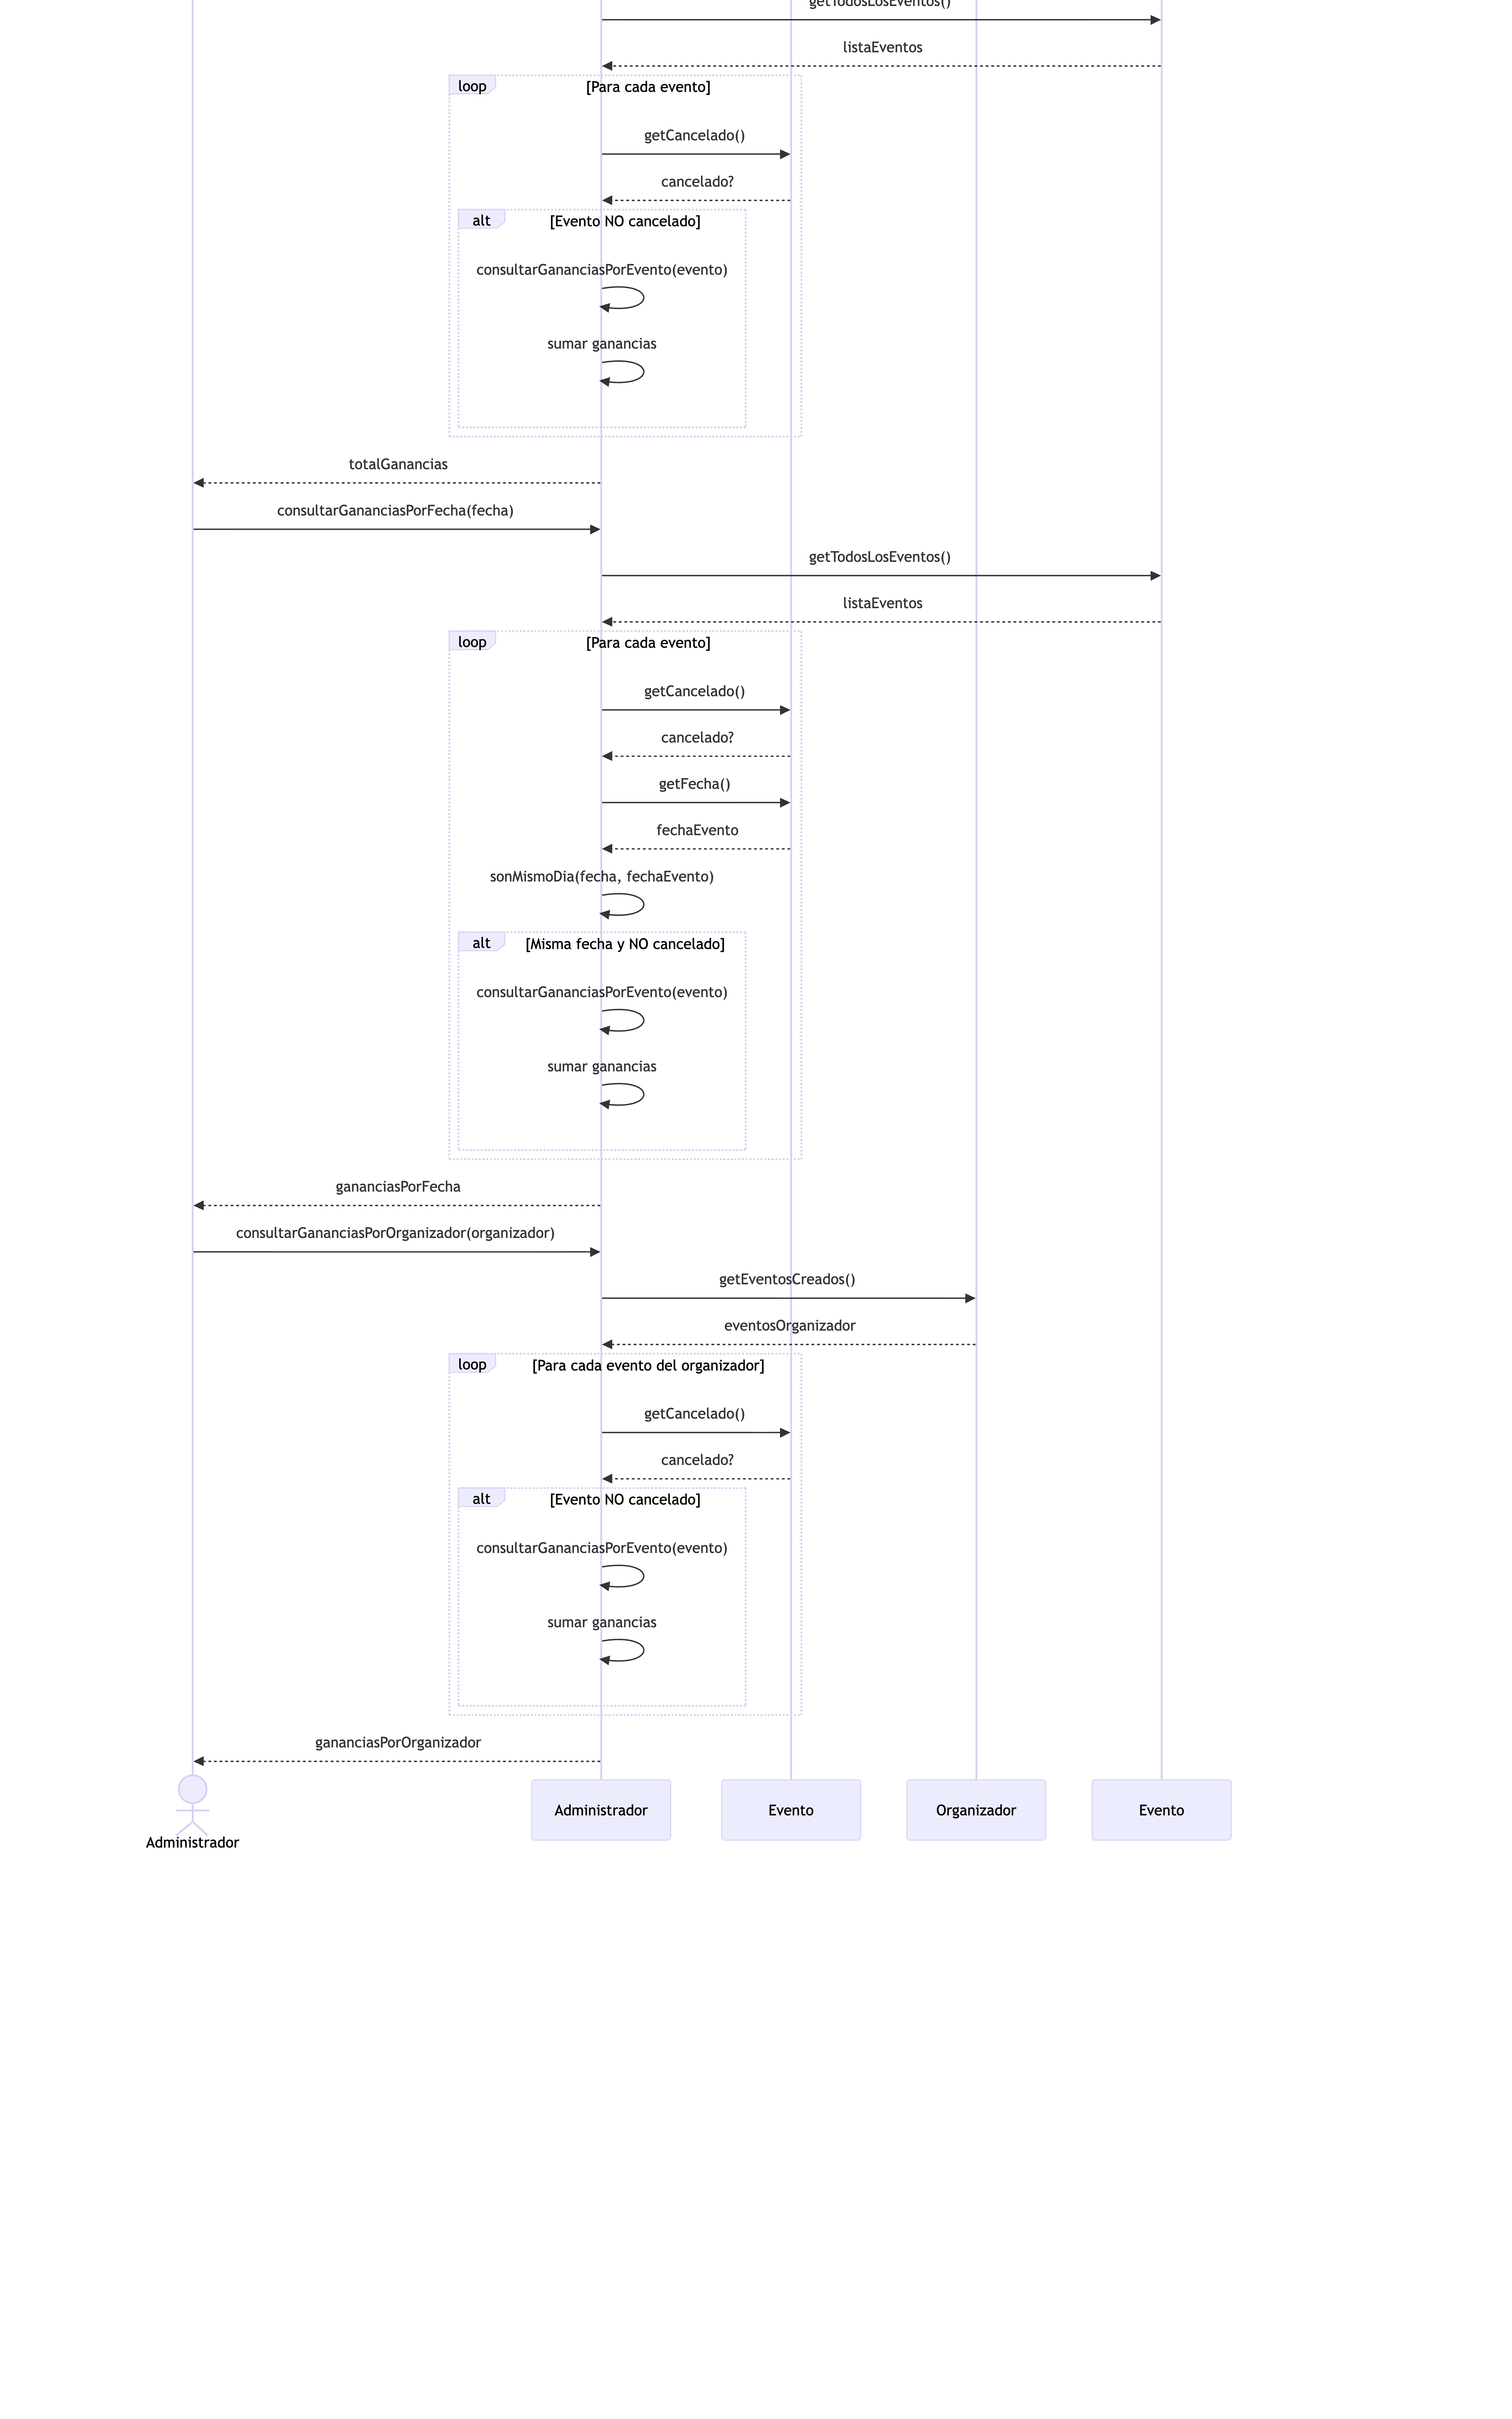 getTodosLosEventos()
listaEventos
loop [Para cada evento]
getCancelado()
cancelado?
alt [Evento NO cancelado]
consultarGananciasPorEvento(evento)
sumar ganancias
totalGanancias
consultarGananciasPorFecha(fecha)
getTodosLosEventos()
listaEventos
loop [Para cada evento]
getCancelado()
cancelado?
getFecha()
fechaEvento
sonMismoDia(fecha, fechaEvento)
alt [Misma fecha y NO cancelado]
consultarGananciasPorEvento(evento)
sumar ganancias
gananciasPorFecha
consultarGananciasPorOrganizador(organizador)
getEventosCreados()
eventosOrganizador
loop [Para cada evento del organizador]
getCancelado()
cancelado?
alt [Evento NO cancelado]
consultarGananciasPorEvento(evento)
sumar ganancias
gananciasPorOrganizador
Administrador Evento Organizador Evento
Administrador